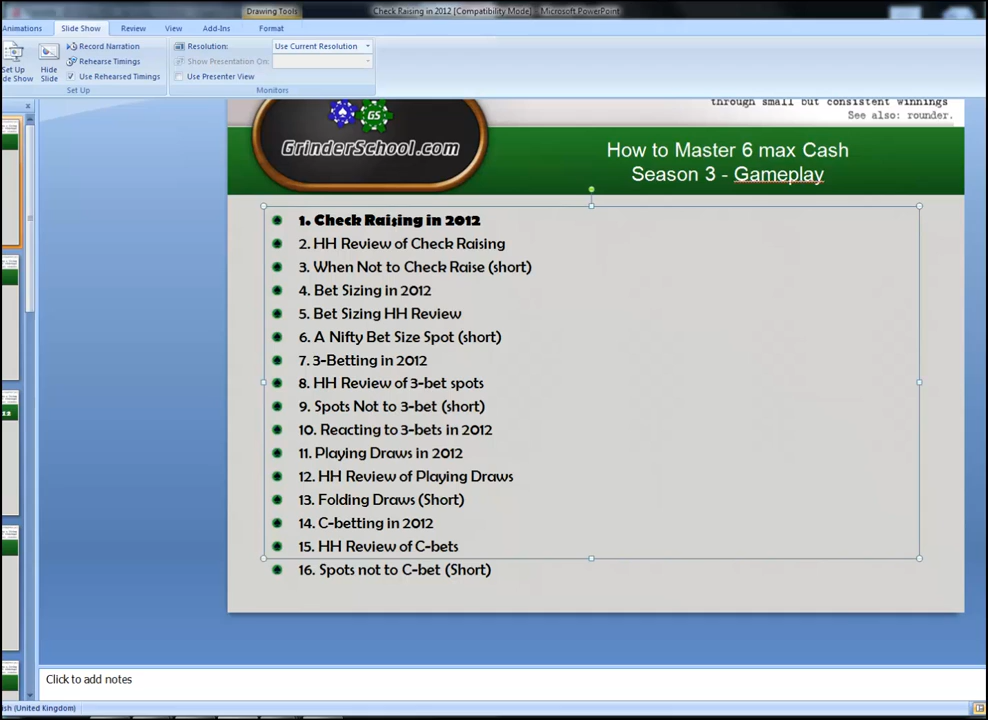 Drawing Tools
Check Raising in 2012 [Compatibility Mode] - Microsoft PowerPoint
Animations Slide Show Review View Add-Ins Format
Record Narration
Rehearse Timings
Use Rehearsed Timings
Set Up
Show
Hide
Slide
Set Up
Resolution: Use Current Resolution
Show Presentation On:
Use Presenter View
Monitors
through small but consistent winnings
See also: rounder.
GS
GrinderSchool.com
How to Master 6 max Cash
Season 3 - Gameplay
1. Check Raising in 2012
2. HH Review of Check Raising
3. When Not to Check Raise (short)
4. Bet Sizing in 2012
5. Bet Sizing HH Review
6. A Nifty Bet Size Spot (short)
7. 3-Betting in 2012
8. HH Review of 3-bet spots
9. Spots Not to 3-bet (short)
10. Reacting to 3-bets in 2012
11. Playing Draws in 2012
12. HH Review of Playing Draws
13. Folding Draws (Short)
14. C-betting in 2012
15. HH Review of C-bets
16. Spots not to C-bet (Short)
Click to add notes
ish (United Kingdom)